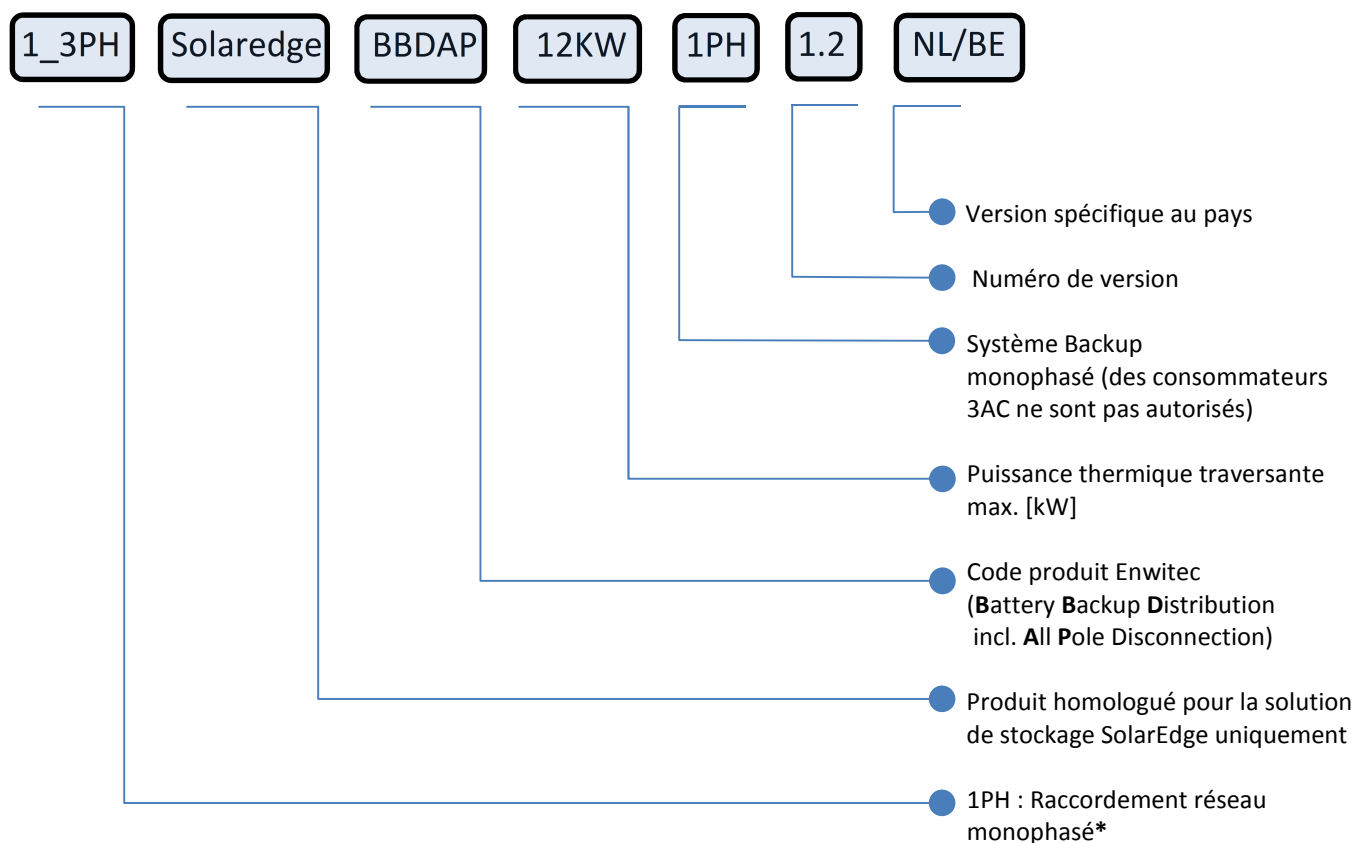 1_3PH Solaredge BBDAP 12KW 1PH 1.2 NL/BE
Version spécifique au pays
Numéro de version
Système Backup
monophasé (des consommateurs
3AC ne sont pas autorisés)
Puissance thermique traversante
max. [kW]
Code produit Enwitec
(Battery Backup Distribution
incl. All Pole Disconnection)
Produit homologué pour la solution
de stockage SolarEdge uniquement
1PH : Raccordement réseau
monophasé*